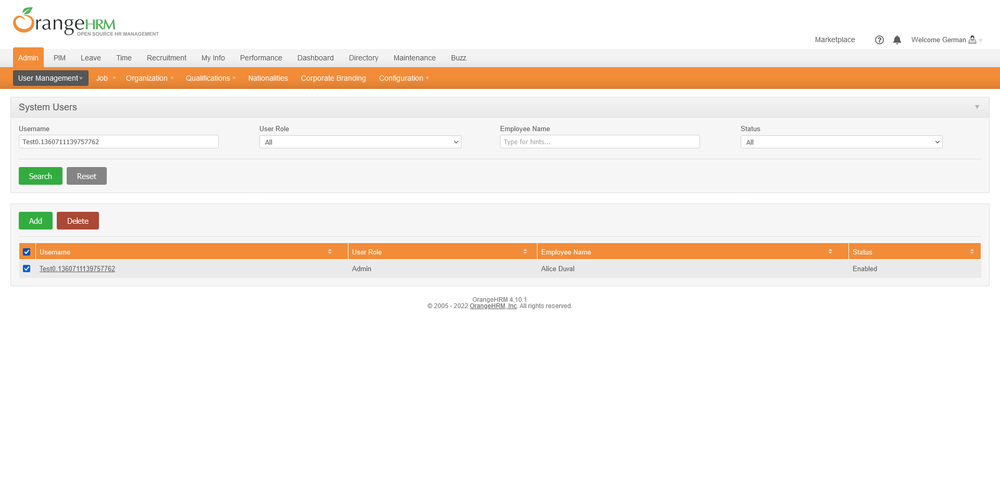 OrangeHRM
OPEN SOURCE HR MANAGEMENT
Marketplace Welcome German
Admin PIM Leave Time Recruitment My Info Performance Dashboard Directory Maintenance Buzz
User Management Job Organization Qualifications Nationalities Corporate Branding Configuration
System Users
Username User Role Employee Name Status
Test0.1360711139757762 All Type for hints... All
Search Reset
Add Delete
Username User Role Employee Name Status
Test0.1360711139757762 Admin Alice Duval Enabled
OrangeHRM 4.10.1
© 2005 - 2022 OrangeHRM, Inc. All rights reserved.